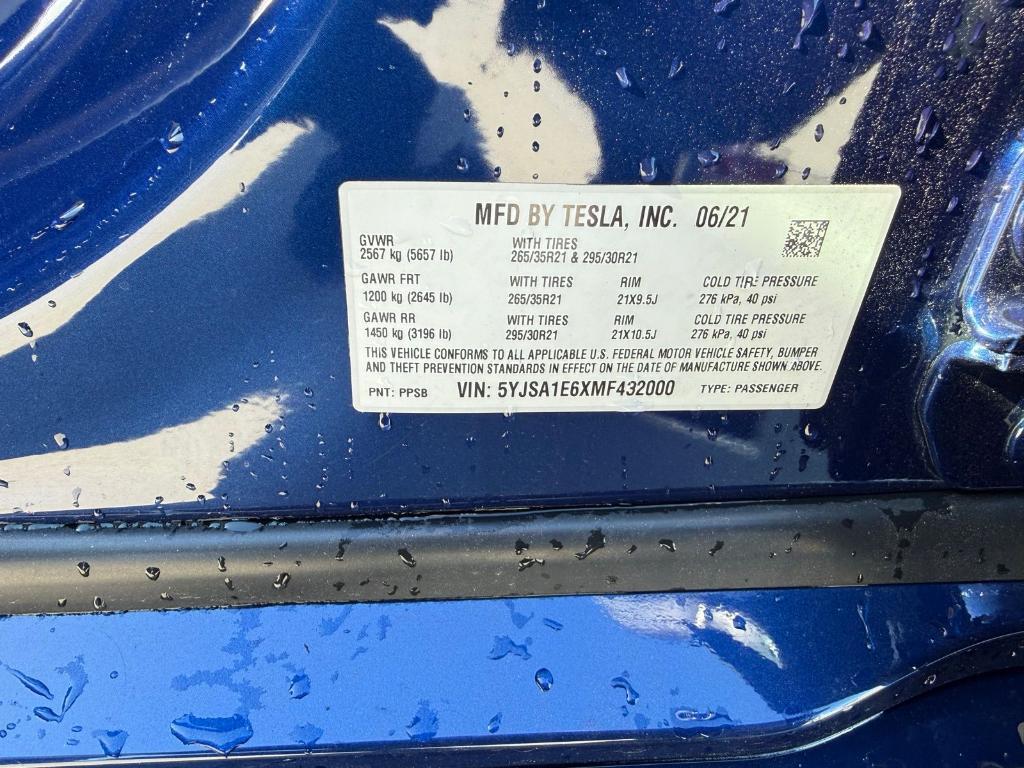 MFD BY TESLA, INC. 06/21
GVWR WITH TIRES
2567 kg (5657 lb) 265/35R21 & 295/30R21
GAWR FRT WITH TIRES RIM COLD TIRE PRESSURE
1200 kg (2645 lb) 265/35R21 21X9.5J 276 kPa, 40 psi
GAWR RR WITH TIRES RIM COLD TIRE PRESSURE
1450 kg (3196 lb) 295/30R21 21X10.5J 276 kPa, 40 psi
THIS VEHICLE CONFORMS TO ALL APPLICABLE U.S. FEDERAL MOTOR VEHICLE SAFETY, BUMPER
AND THEFT PREVENTION STANDARDS IN EFFECT ON THE DATE OF MANUFACTURE SHOWN ABOVE.
PNT: PPSB VIN: 5YJSA1E6XMF432000 TYPE: PASSENGER